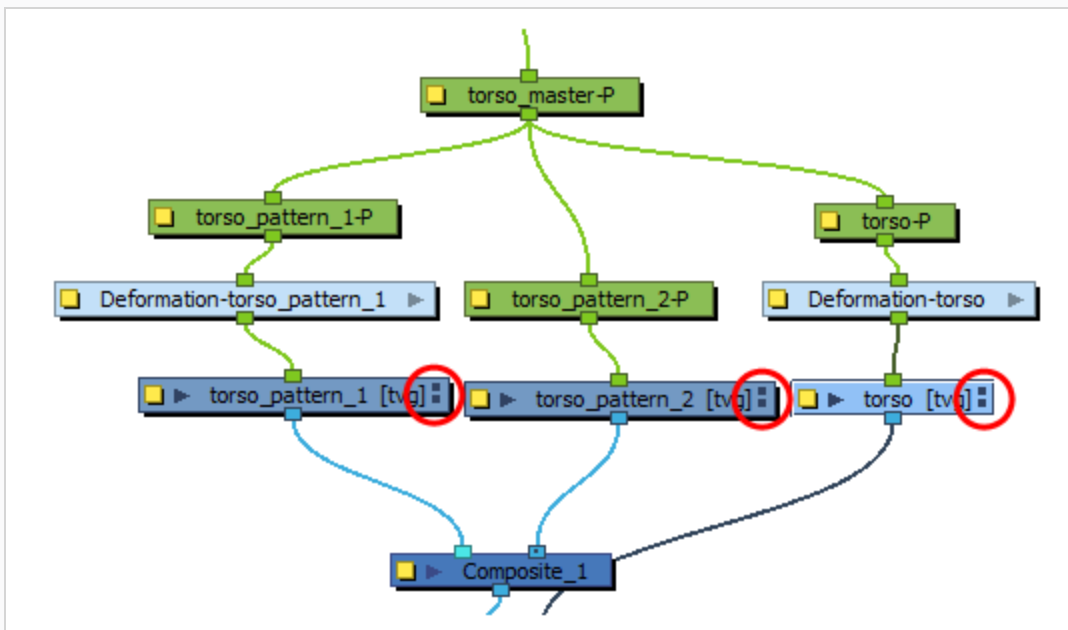 torso_master-P
torso_pattern_1-P
torso-P
Deformation-torso_pattern_1
torso_pattern_2-P
Deformation-torso
torso_pattern_1 [tvg]
torso_pattern_2 [tvg]
torso [tvg]
Composite_1